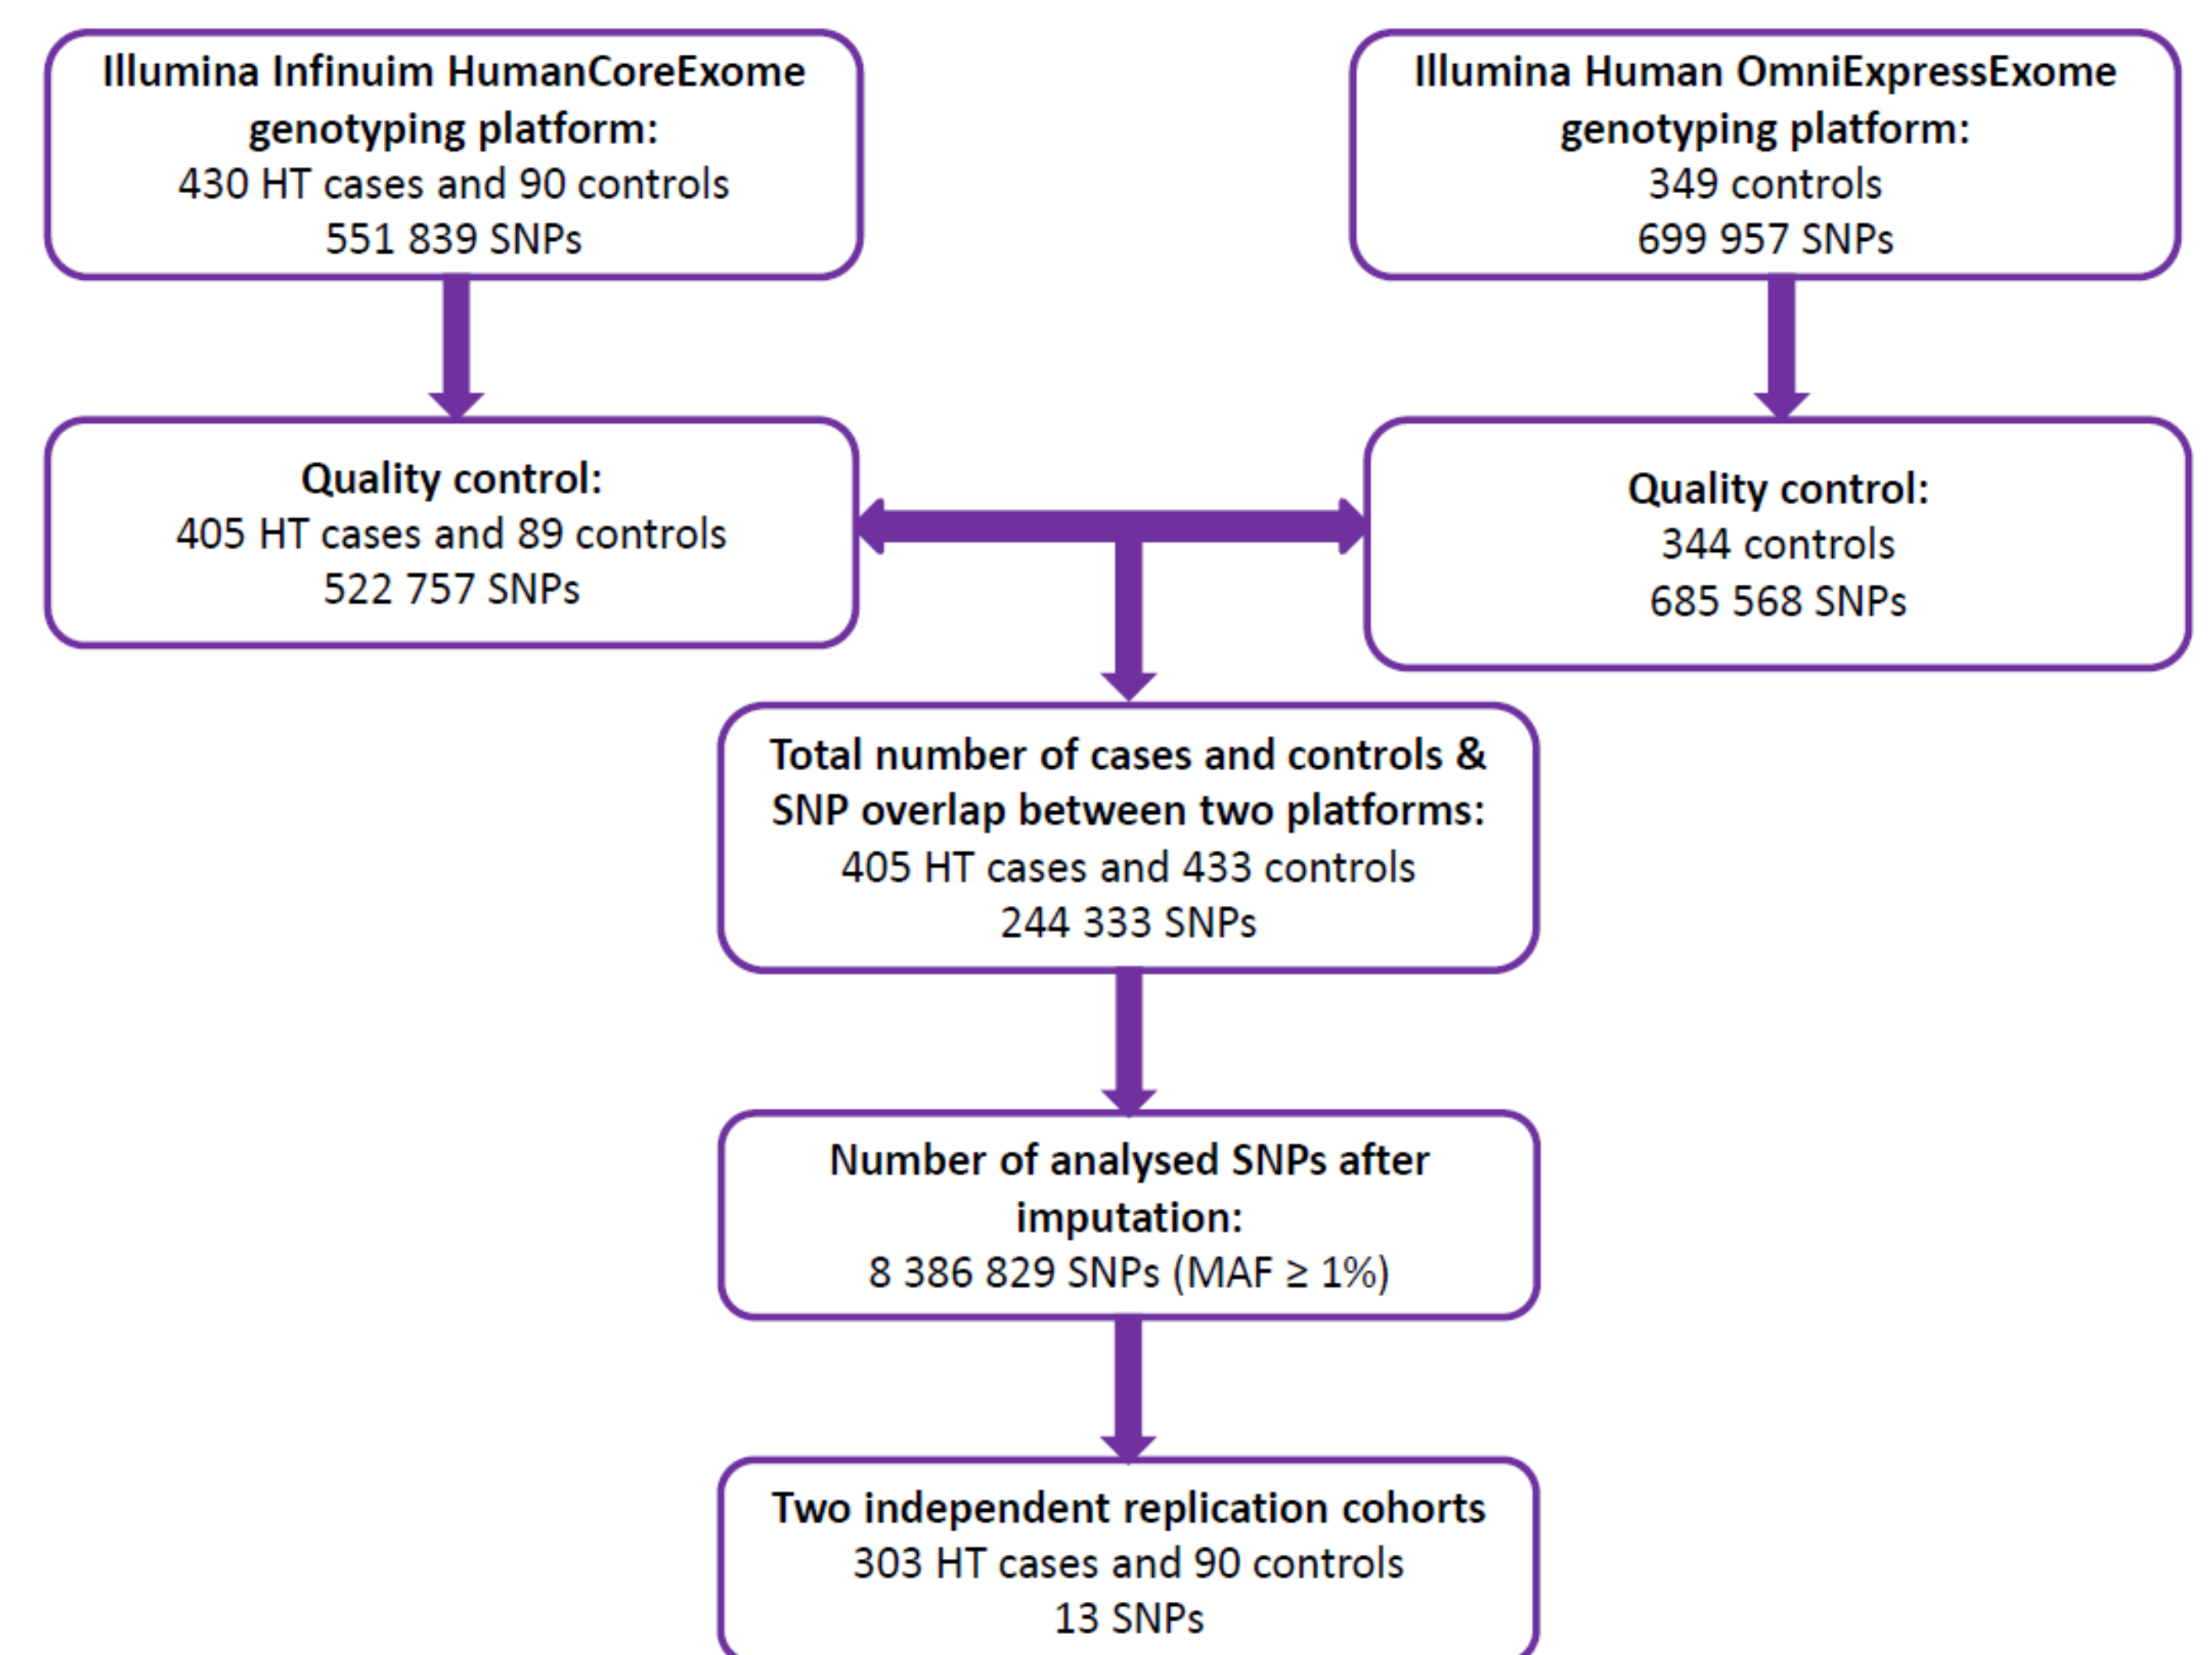 Illumina Infinuim HumanCoreExome
genotyping platform:
430 HT cases and 90 controls
551 839 SNPs
Illumina Human OmniExpressExome
genotyping platform:
349 controls
699 957 SNPs
Quality control:
405 HT cases and 89 controls
522 757 SNPs
Quality control:
344 controls
685 568 SNPs
Total number of cases and controls &
SNP overlap between two platforms:
405 HT cases and 433 controls
244 333 SNPs
Number of analysed SNPs after
imputation:
8 386 829 SNPs (MAF ≥ 1%)
Two independent replication cohorts
303 HT cases and 90 controls
13 SNPs